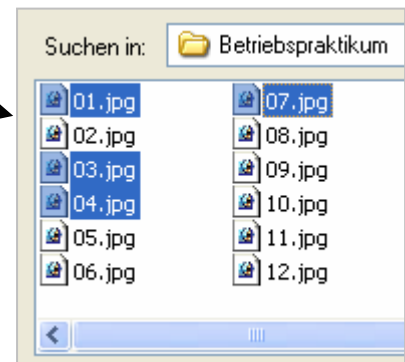 Suchen in: Betriebspraktikum
01.jpg
02.jpg
03.jpg
04.jpg
05.jpg
06.jpg
07.jpg
08.jpg
09.jpg
10.jpg
11.jpg
12.jpg